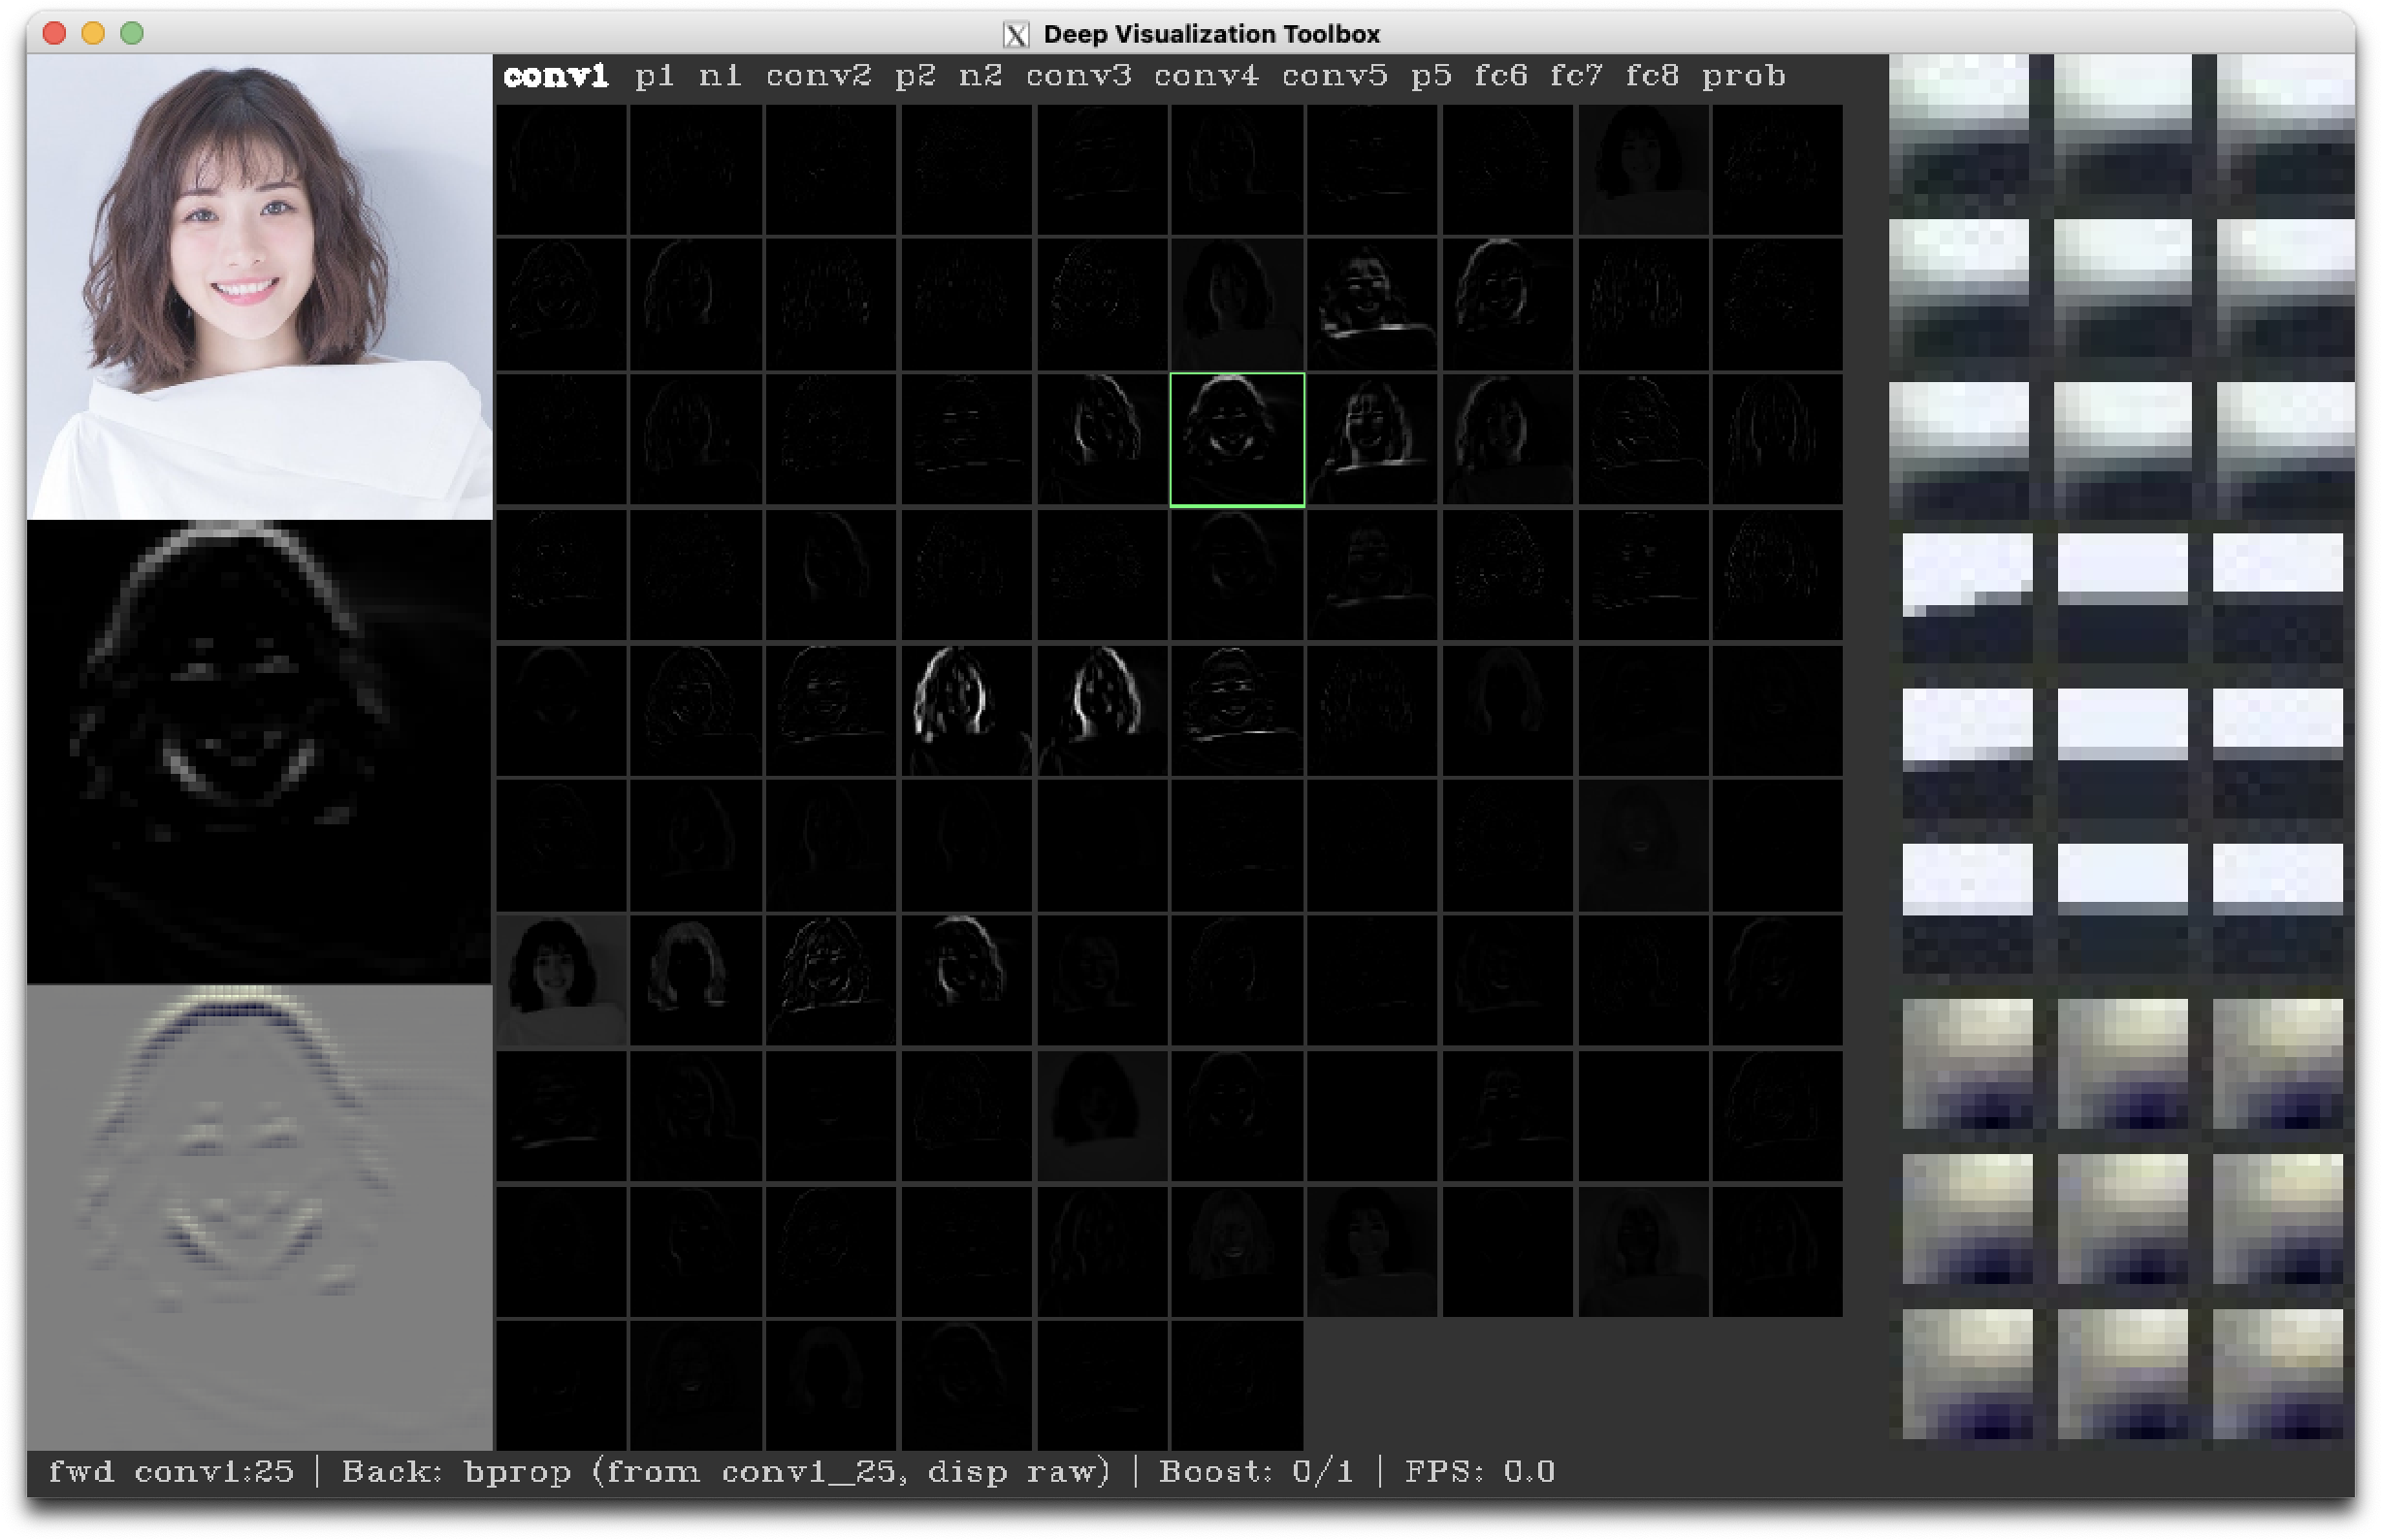 Deep Visualization Toolbox
conv1 p1 n1 conv2 p2 n2 conv3 conv4 conv5 p5 fc6 fc7 fc8 prob
fwd conv1:25 | Back: bprop (from conv1_25, disp raw) | Boost: 0/1 | FPS: 0.0